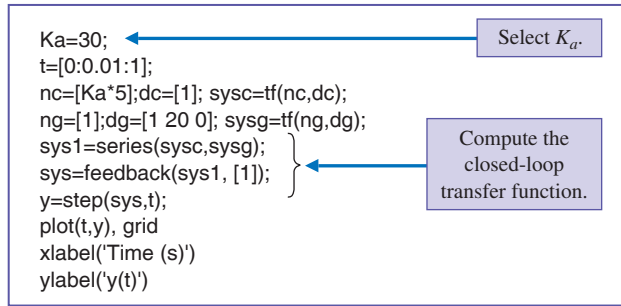 Ka=30;
Select Ka.
t=[0:0.01:1];
nc=[Ka*5];dc=[1]; sysc=tf(nc,dc);
ng=[1];dg=[1 20 0]; sysg=tf(ng,dg);
sys1=series(sysc,sysg);
sys=feedback(sys1, [1]);
Compute the
closed-loop
transfer function.
y=step(sys,t);
plot(t,y), grid
xlabel('Time (s)')
ylabel('y(t)')